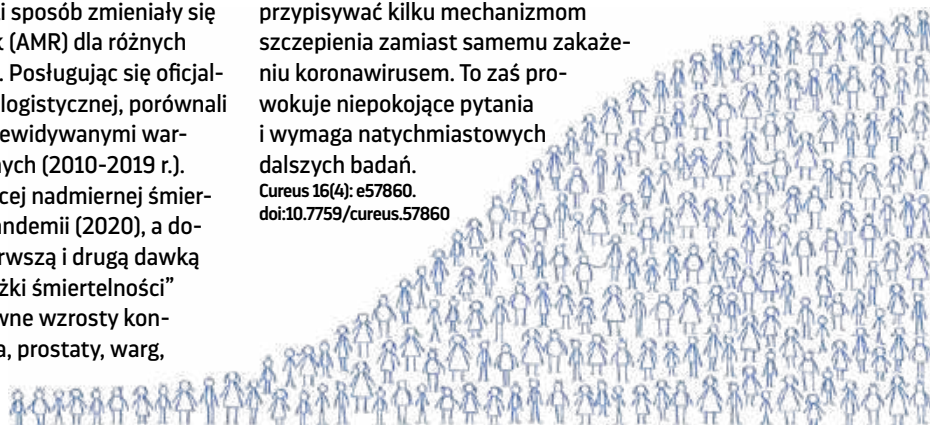 i sposób zmieniały się
k (AMR) dla różnych
. Posługując się oficjal-
logistycznej, porównali
ewidywanymi war-
nych (2010-2019 r.).
cej nadmiernej śmier-
andemii (2020), a do-
rwszą i drugą dawką
żki śmiertelności”
wne wzrosty kon-
a, prostaty, warg,
przypisywać kilku mechanizmom
szczepienia zamiast samemu zakaże-
niu koronawirusem. To zaś pro-
wokuje niepokojące pytania
i wymaga natychmiastowych
dalszych badań.
Cureus 16(4): e57860.
doi:10.7759/cureus.57860